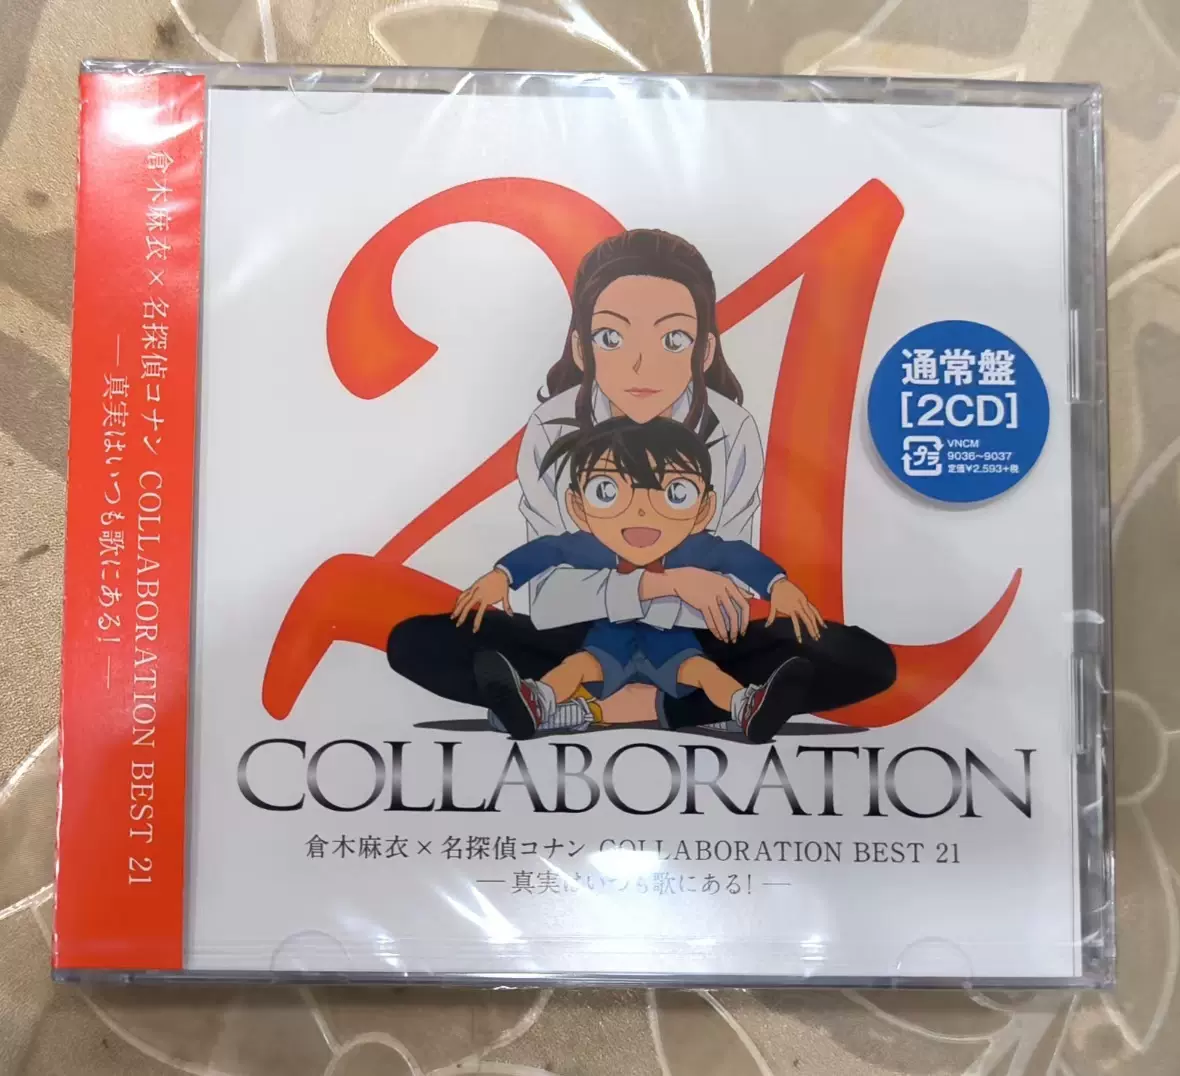 倉木麻衣×名探偵コナン COLLABORATION BEST 21
―真実はいつも歌にある!―
21
通常盤
[2CD]
プラ
VNCM
9036~9037
定価¥2,593+税
COLLABORATION
倉木麻衣×名探偵コナン COLLABORATION BEST 21
―真実はいつも歌にある!―